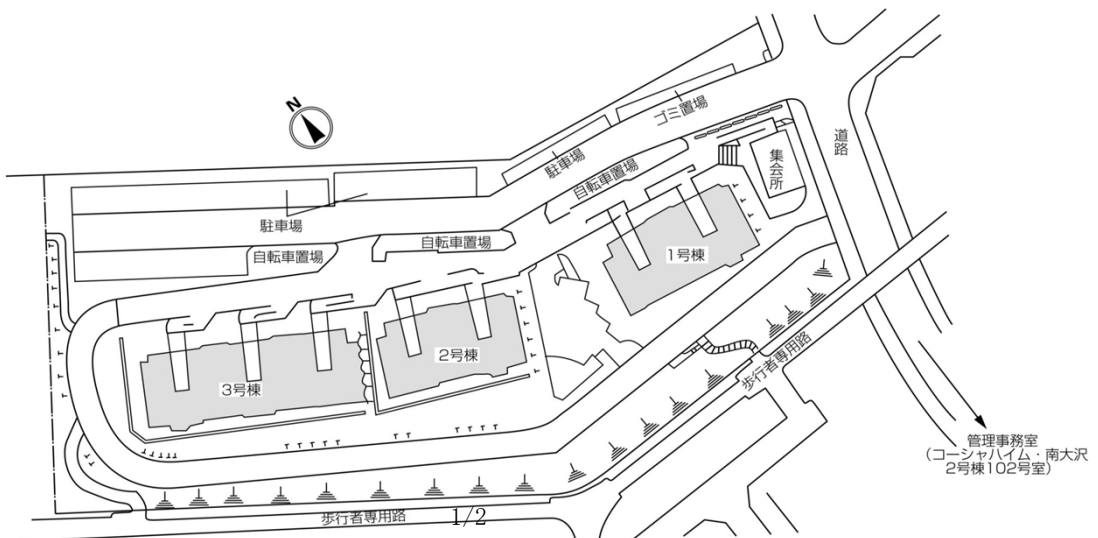 N
ゴミ置場
駐車場
自転車置場
道路
集会所
駐車場
自転車置場
自転車置場
1号棟
2号棟
3号棟
歩行者専用路
管理事務室
（コーシャハイム・南大沢
2号棟102号室）
歩行者専用路
1/2